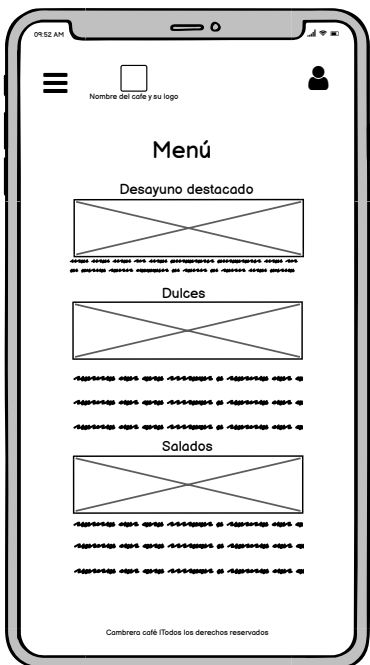 09:52 AM
Nombre del cafe y su logo
Menú
Desayuno destacado
Dulces
Salados
Cambrera café |Todos los derechos reservados